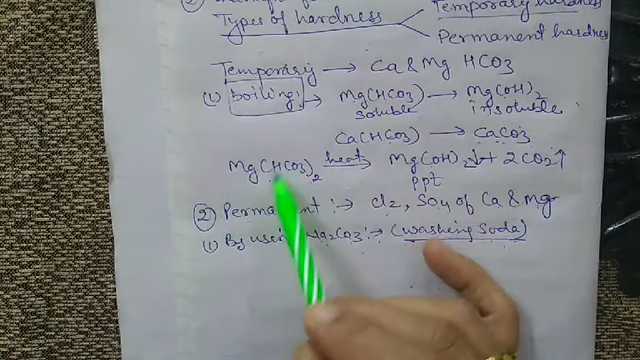 Types of hardness
Temporary hardness
Permanent hardness
Temporary → Ca & Mg HCO3
(1) boiling → Mg(HCO3) → Mg(OH)2
soluble insoluble
Ca(HCO3) → CaCO3
Mg(HCO3)2 heat→ Mg(OH)2↓ + 2CO2↑
ppt
(2) Permanent :→ Cl2, SO4 of Ca & Mg
(1) By Na2CO3 :→ (Washing Soda)